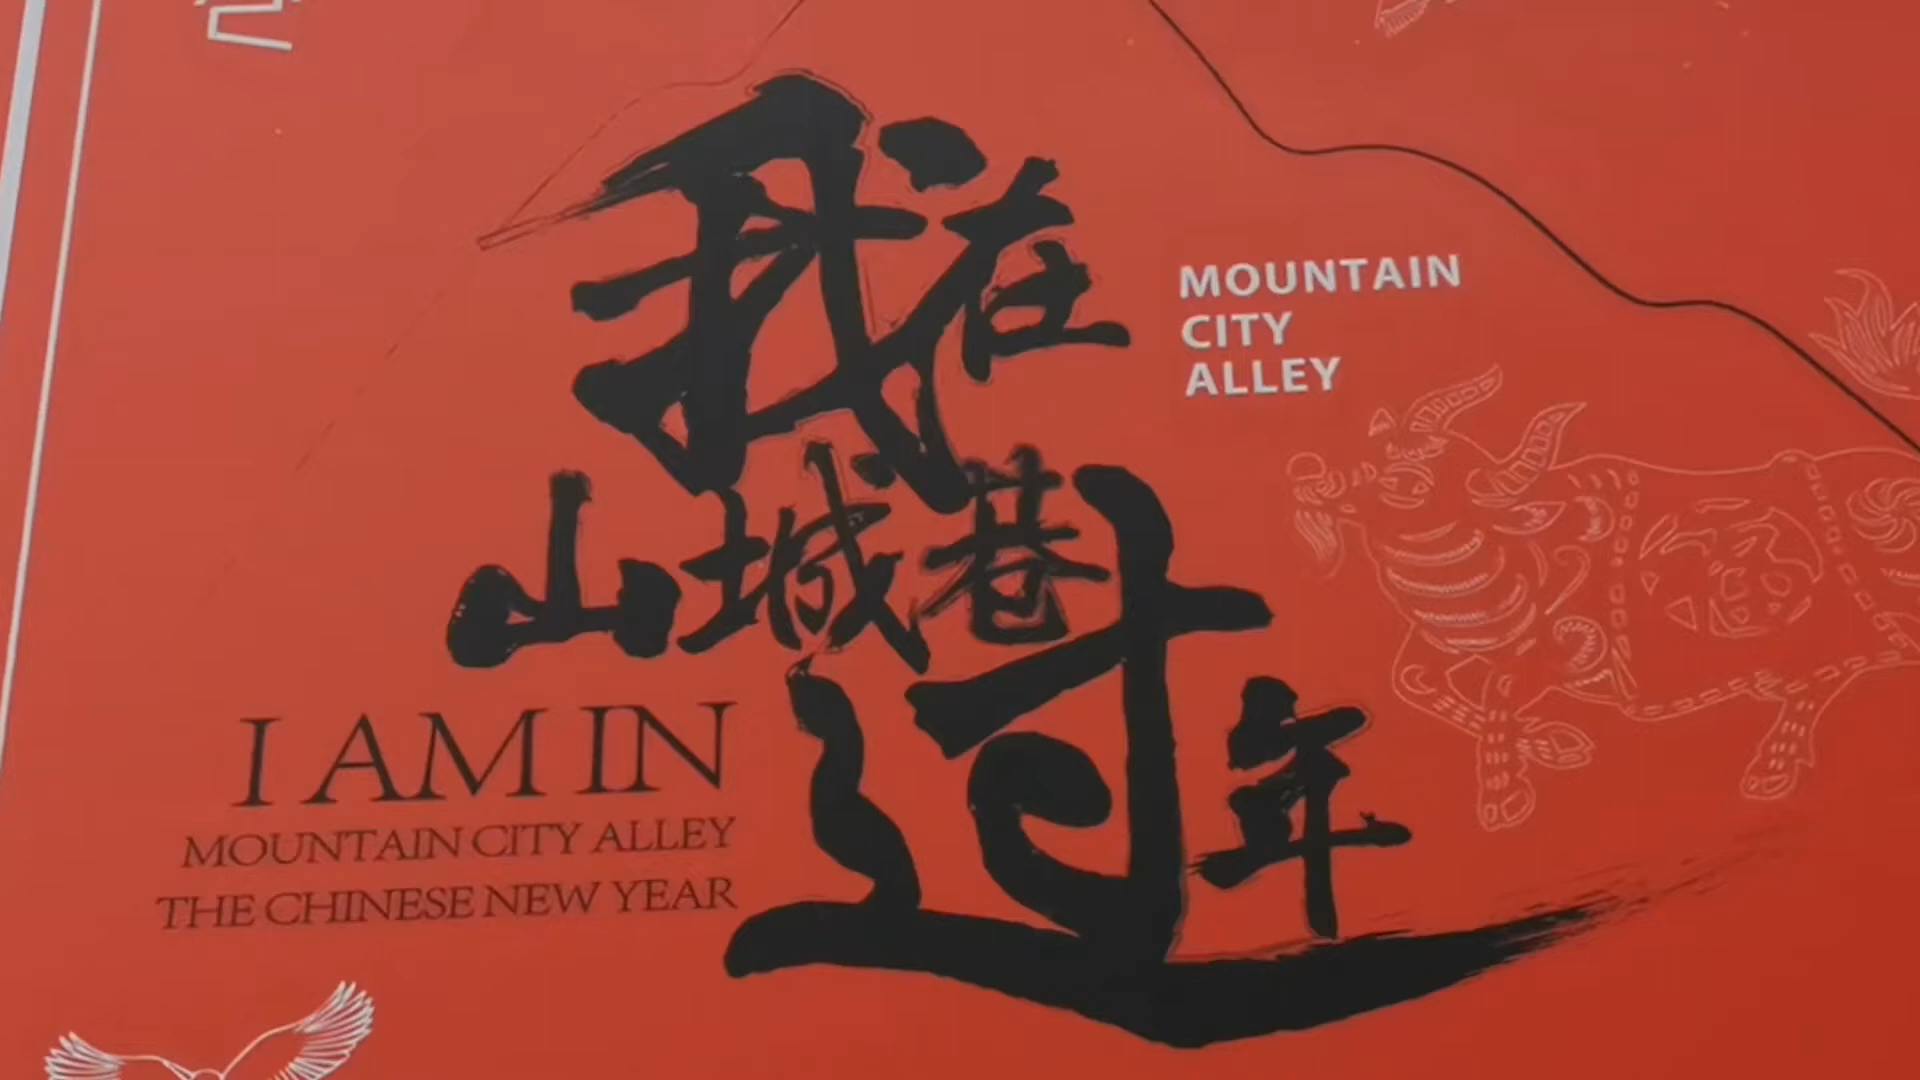 我在
MOUNTAIN
CITY
ALLEY
山城巷
过年
I AM IN
MOUNTAIN CITY ALLEY
THE CHINESE NEW YEAR